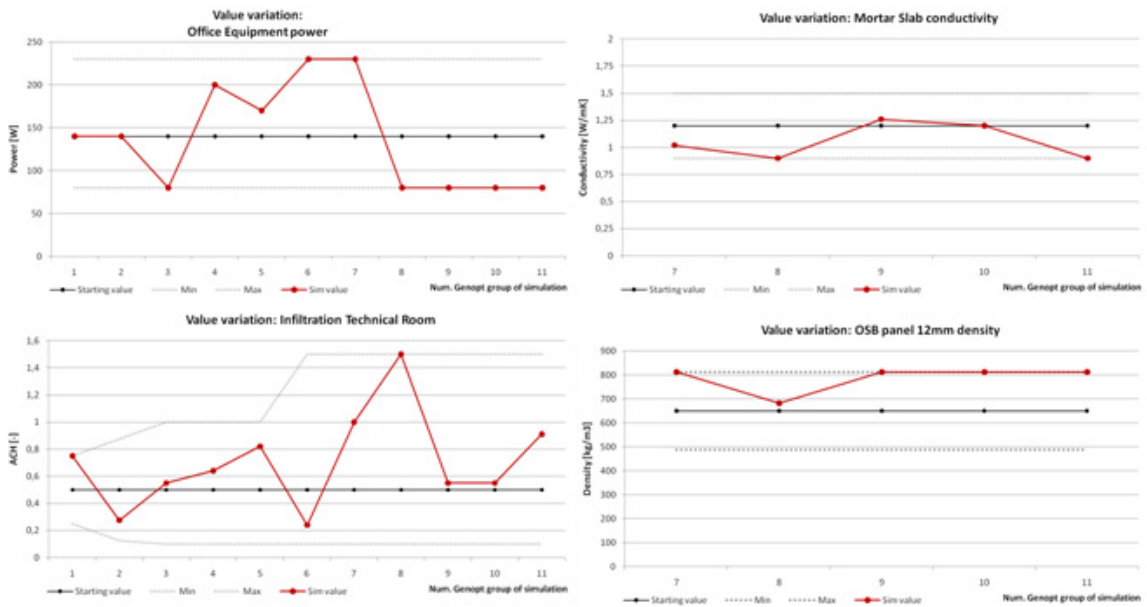 Value variation:
Office Equipment power
250
200
150
100
50
0
Power [W]
1 2 3 4 5 6 7 8 9 10 11
Starting value Min Max Sim value Num. Genopt group of simulation
Value variation: Mortar Slab conductivity
2
1,75
1,5
1,25
1
0,75
0,5
0,25
0
Conductivity [W/mK]
7 8 9 10 11
Starting value Min Max Sim value Num. Genopt group of simulation
Value variation: Infiltration Technical Room
1,6
1,4
1,2
1
0,8
0,6
0,4
0,2
0
ACH [-]
1 2 3 4 5 6 7 8 9 10 11
Starting value Min Max Sim value Num. Genopt group of simulation
Value variation: OSB panel 12mm density
900
800
700
600
500
400
300
200
100
0
Density [kg/m3]
7 8 9 10 11
Starting value Min Max Sim value Num. Genopt group of simulation